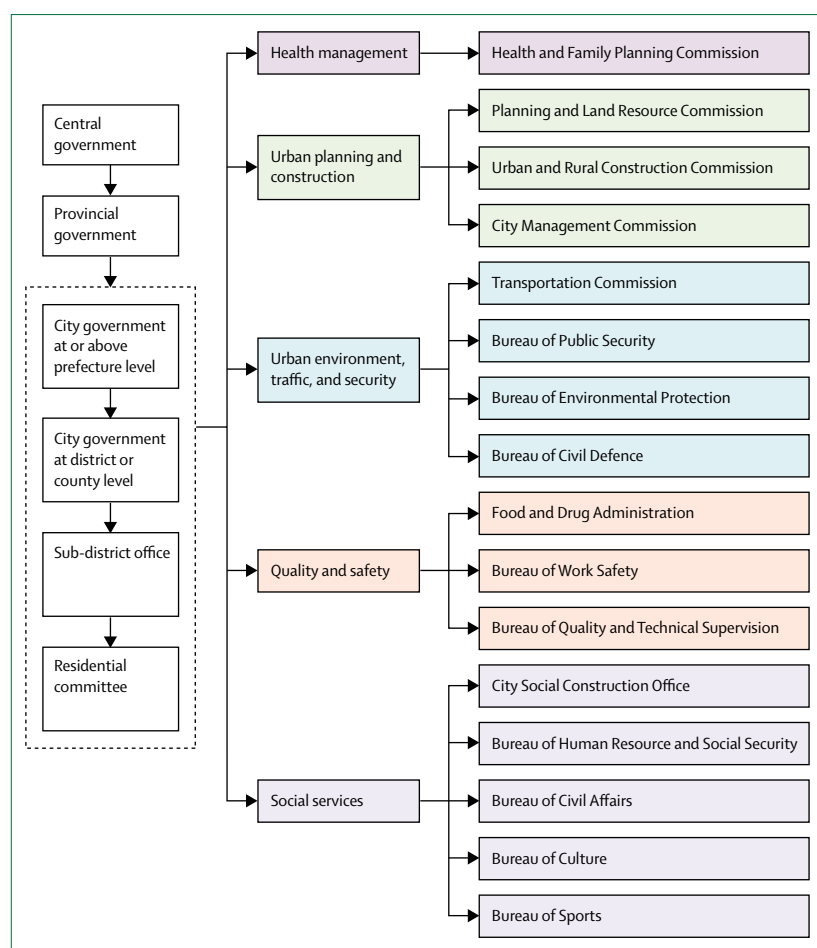 Central
government
Provincial
government
City government
at or above
prefecture level
City government
at district or
county level
Sub-district office
Residential
committee
Health management
Health and Family Planning Commission
Urban planning and
construction
Planning and Land Resource Commission
Urban and Rural Construction Commission
City Management Commission
Urban environment,
traffic, and security
Transportation Commission
Bureau of Public Security
Bureau of Environmental Protection
Bureau of Civil Defence
Quality and safety
Food and Drug Administration
Bureau of Work Safety
Bureau of Quality and Technical Supervision
Social services
City Social Construction Office
Bureau of Human Resource and Social Security
Bureau of Civil Affairs
Bureau of Culture
Bureau of Sports